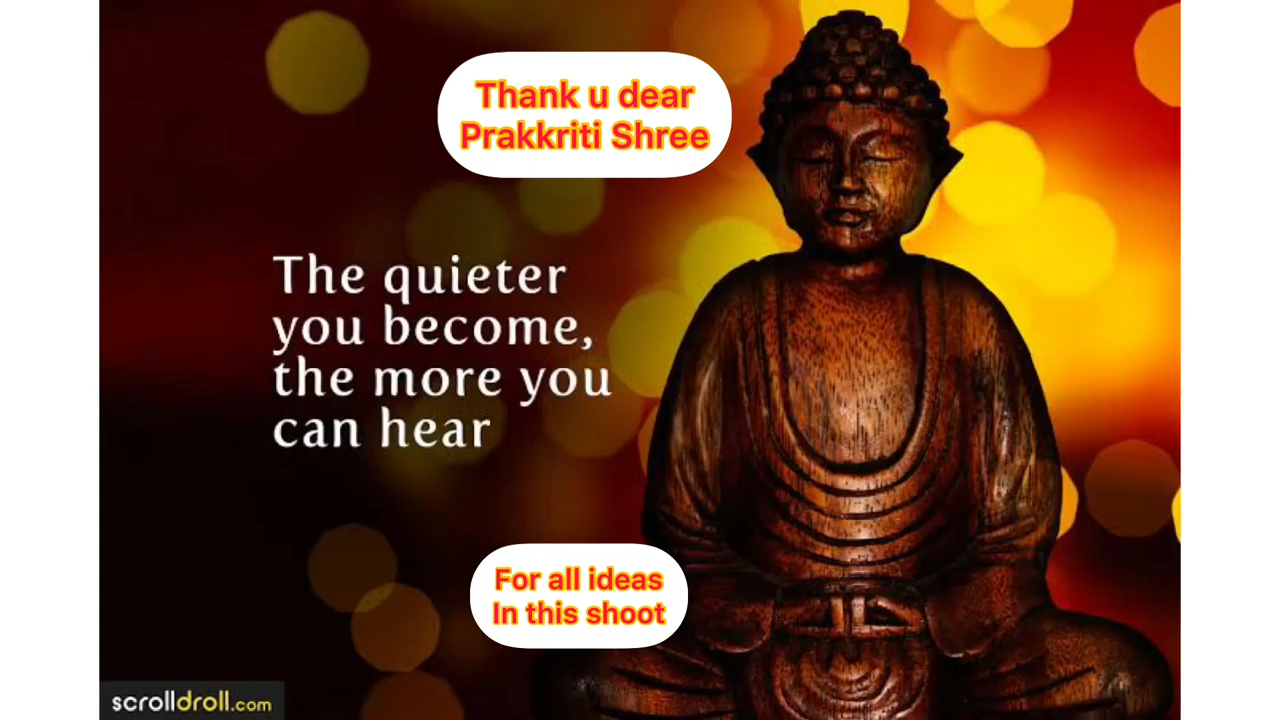 Thank u dear
Prakkriti Shree
The quieter
you become,
the more you
can hear
For all ideas
In this shoot
scrolldroll.com